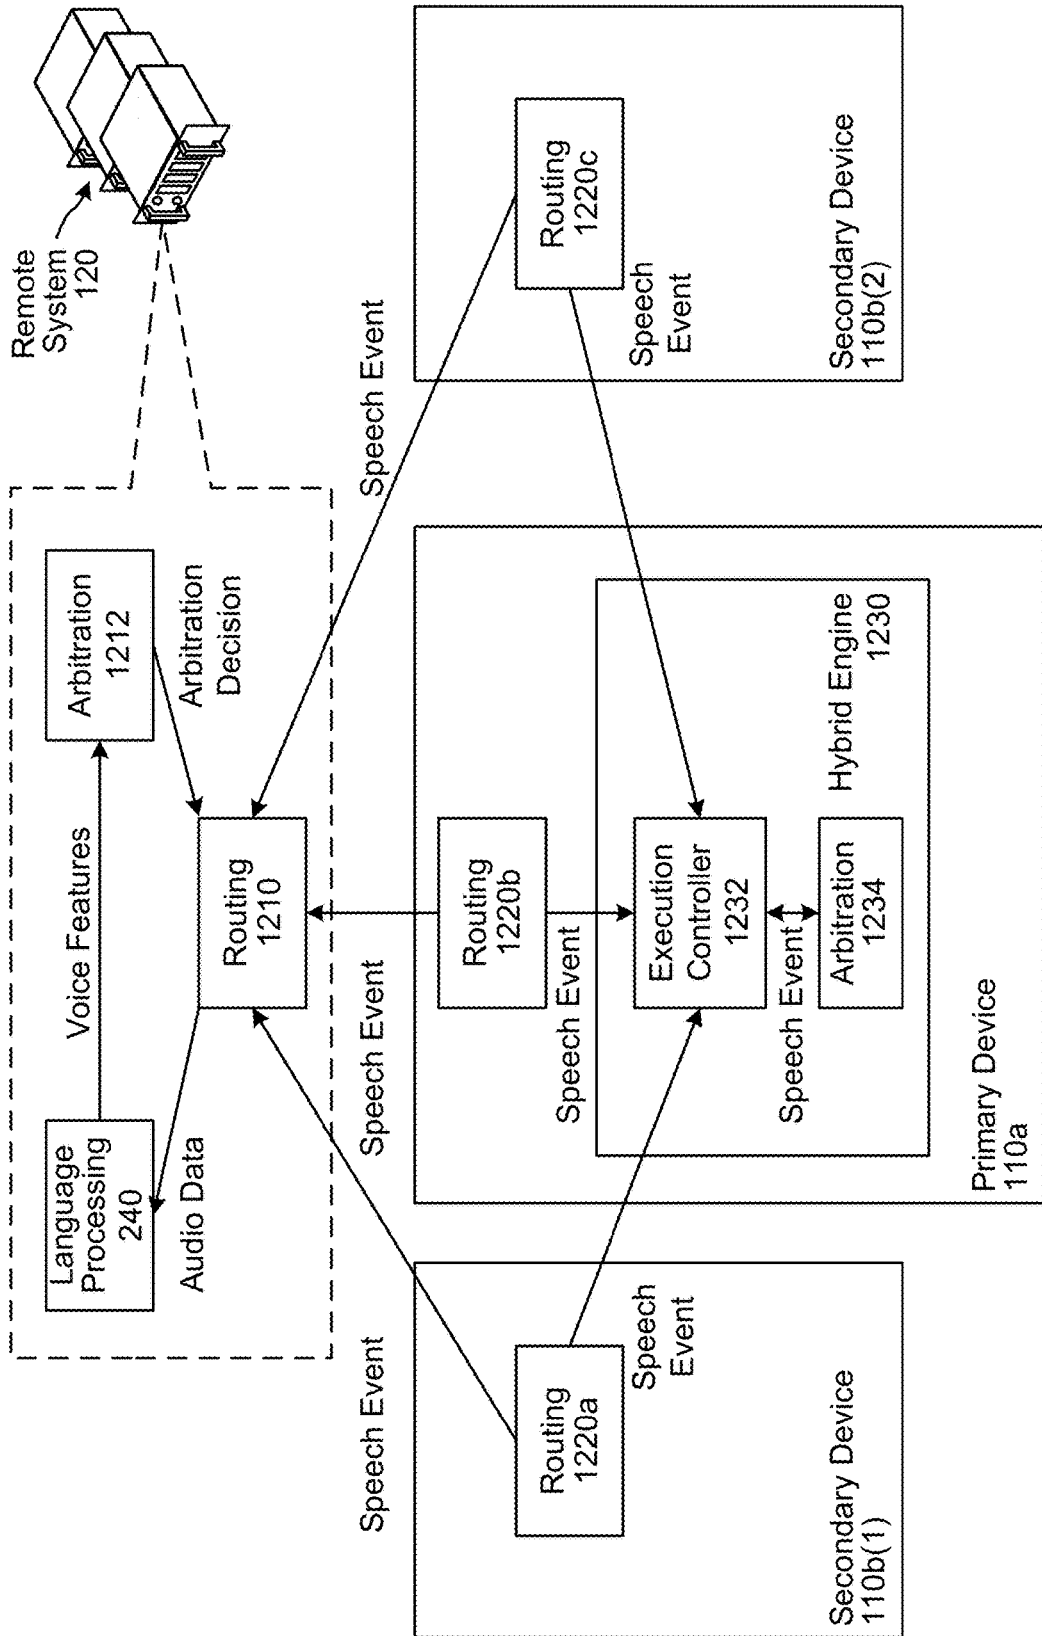 Remote
System
120
Language
Processing
240
Voice Features
Arbitration
1212
Audio Data
Arbitration
Decision
Routing
1210
Speech Event
Speech Event
Speech Event
Routing
1220a
Speech
Event
Secondary Device
110b(1)
Routing
1220b
Speech Event
Execution
Controller
1232
Speech Event
Arbitration
1234
Hybrid Engine
1230
Primary Device
110a
Routing
1220c
Speech
Event
Secondary Device
110b(2)